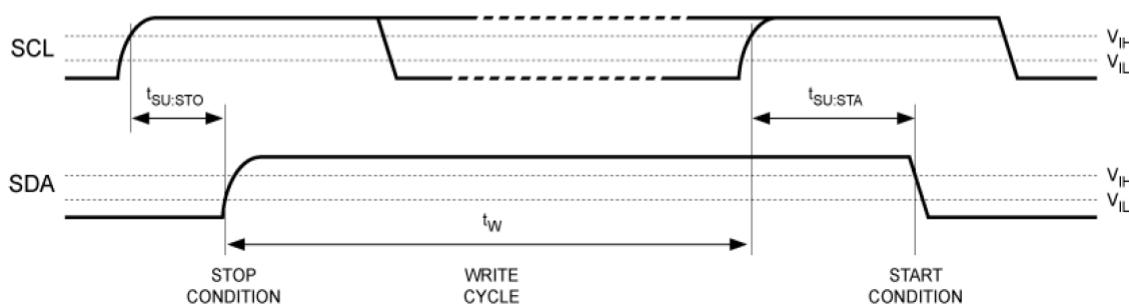 SCL
V_IH
V_IL
t_SU:STO
t_SU:STA
SDA
V_IH
V_IL
t_W
STOP
CONDITION
WRITE
CYCLE
START
CONDITION